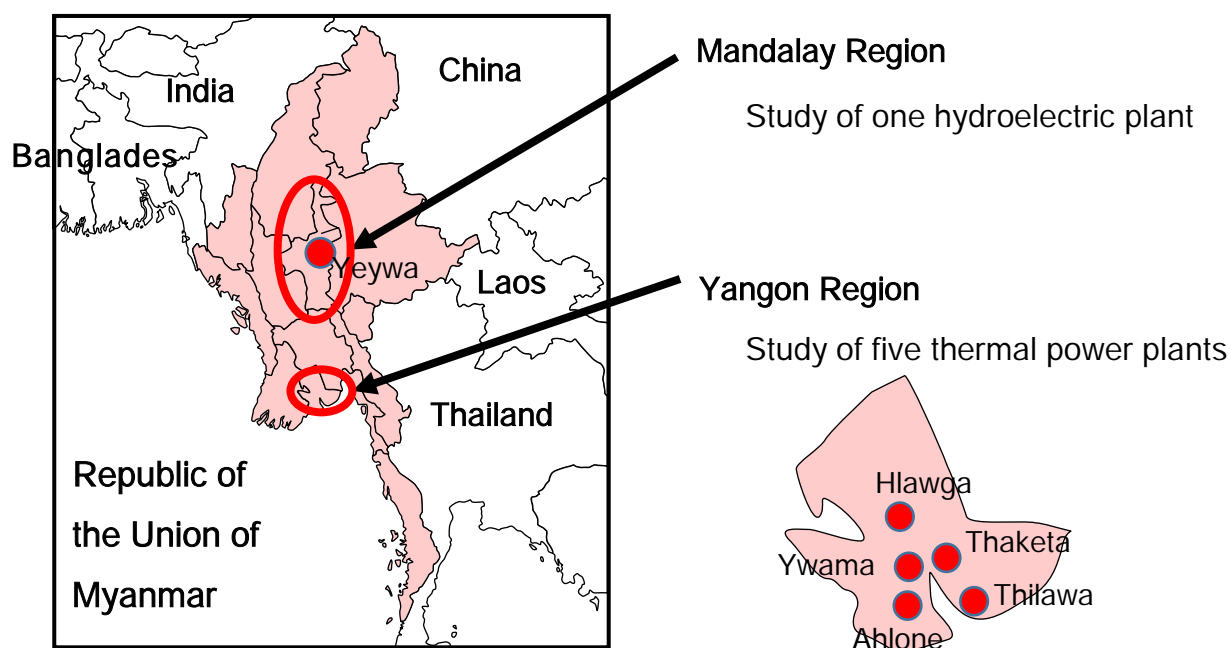 China
India
Banglades
Yeywa
Laos
Thailand
Republic of
the Union of
Myanmar
Mandalay Region
Study of one hydroelectric plant
Yangon Region
Study of five thermal power plants
Hlawga
Thaketa
Ywama
Thilawa
Ahlone